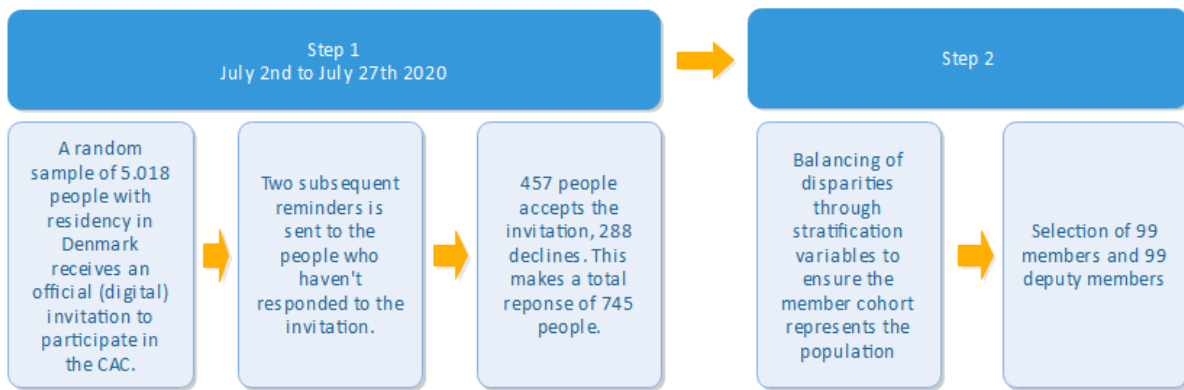 Step 1
July 2nd to July 27th 2020
Step 2
A random
sample of 5.018
people with
residency in
Denmark
receives an
official (digital)
invitation to
participate in
the CAC.
Two subsequent
reminders is
sent to the
people who
haven't
responded to the
invitation.
457 people
accepts the
invitation, 288
declines. This
makes a total
reponse of 745
people.
Balancing of
disparities
through
stratification
variables to
ensure the
member cohort
represents the
population
Selection of 99
members and 99
deputy members